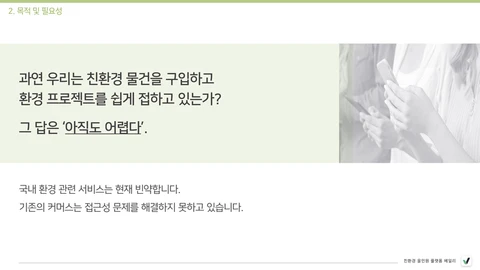 2. 목적 및 필요성
과연 우리는 친환경 물건을 구입하고
환경 프로젝트를 쉽게 접하고 있는가?
그 답은 '아직도 어렵다'.
국내 환경 관련 서비스는 현재 빈약합니다.
기존의 커머스는 접근성 문제를 해결하지 못하고 있습니다.
친환경 올인원 플랫폼 베일리